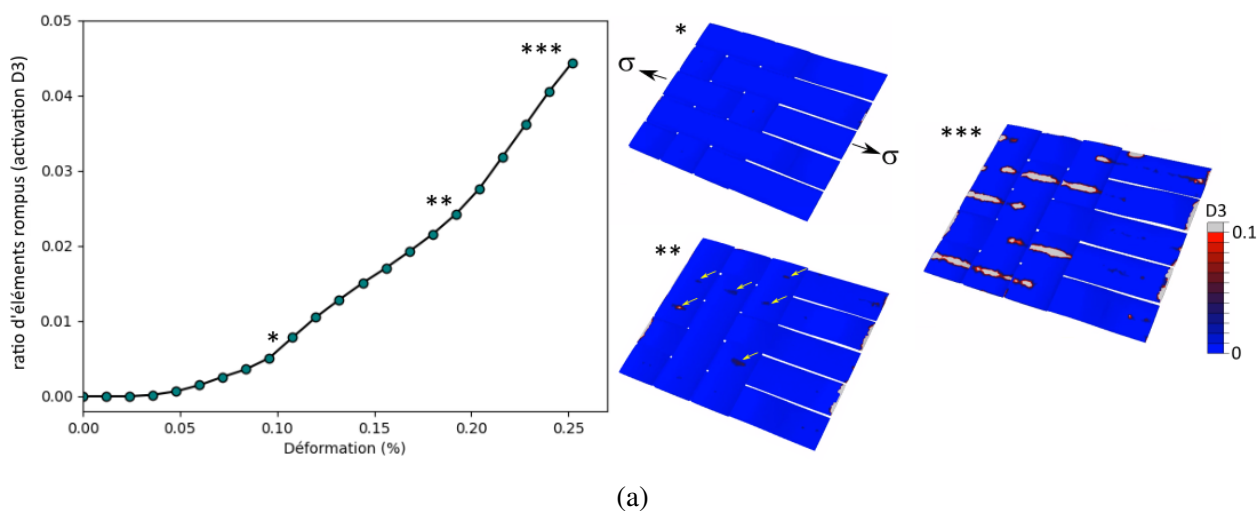 0.05
0.04
0.03
0.02
0.01
0.00
ratio d'éléments rompus (activation D3)
0.00 0.05 0.10 0.15 0.20 0.25
Déformation (%)
*
**
***
*
σ
σ
**
***
D3
0.1
0
(a)